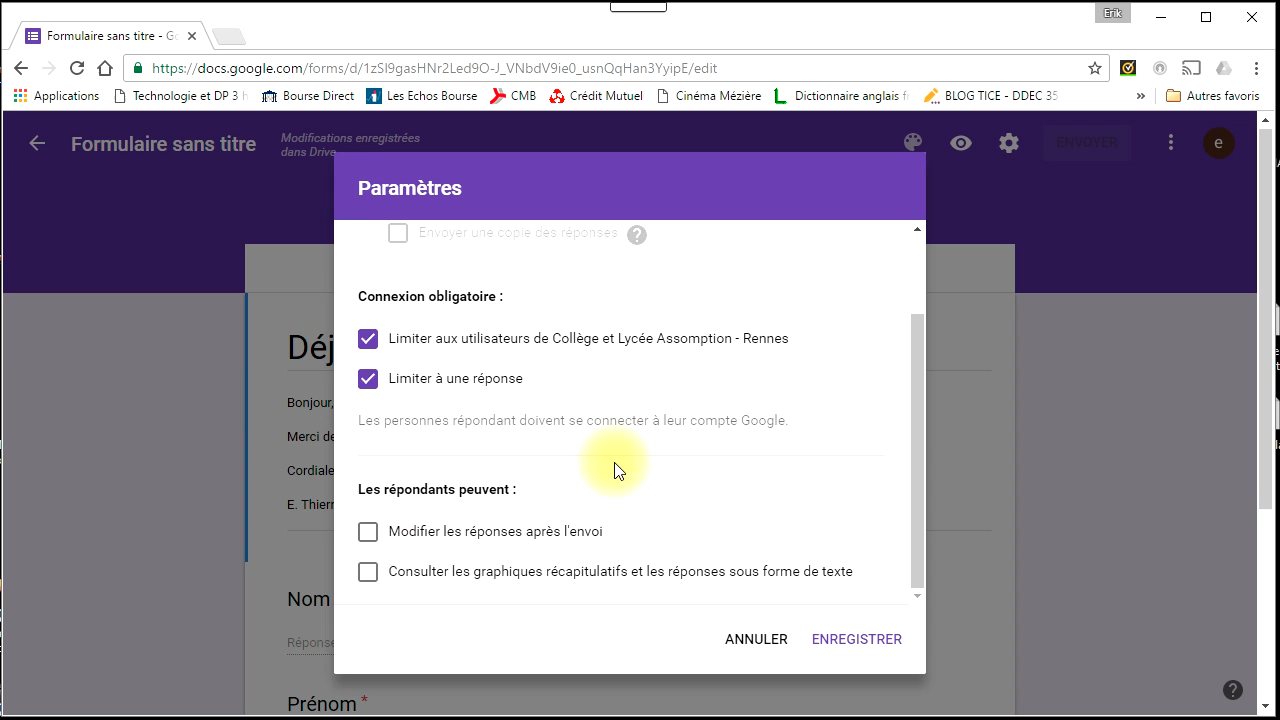 Erik
Formulaire sans titre - Go
https://docs.google.com/forms/d/1zSI9gasHNr2Led9O-J_VNbdV9ie0_usnQqHan3YyipE/edit
Applications Technologie et DP 3 h Bourse Direct Les Echos Bourse CMB Crédit Mutuel Cinéma Mézière Dictionnaire anglais fr BLOG TICE - DDEC 35 » Autres favoris
Formulaire sans titre
Modifications enregistrées
dans Drive
ENVOYER
e
Paramètres
Envoyer une copie des réponses ?
Connexion obligatoire :
Limiter aux utilisateurs de Collège et Lycée Assomption - Rennes
Limiter à une réponse
Les personnes répondant doivent se connecter à leur compte Google.
Les répondants peuvent :
Modifier les réponses après l'envoi
Consulter les graphiques récapitulatifs et les réponses sous forme de texte
ANNULER ENREGISTRER
Déj
Bonjour,
Merci de
Cordiale
E. Thierr
Nom
Réponse
Prénom *
?